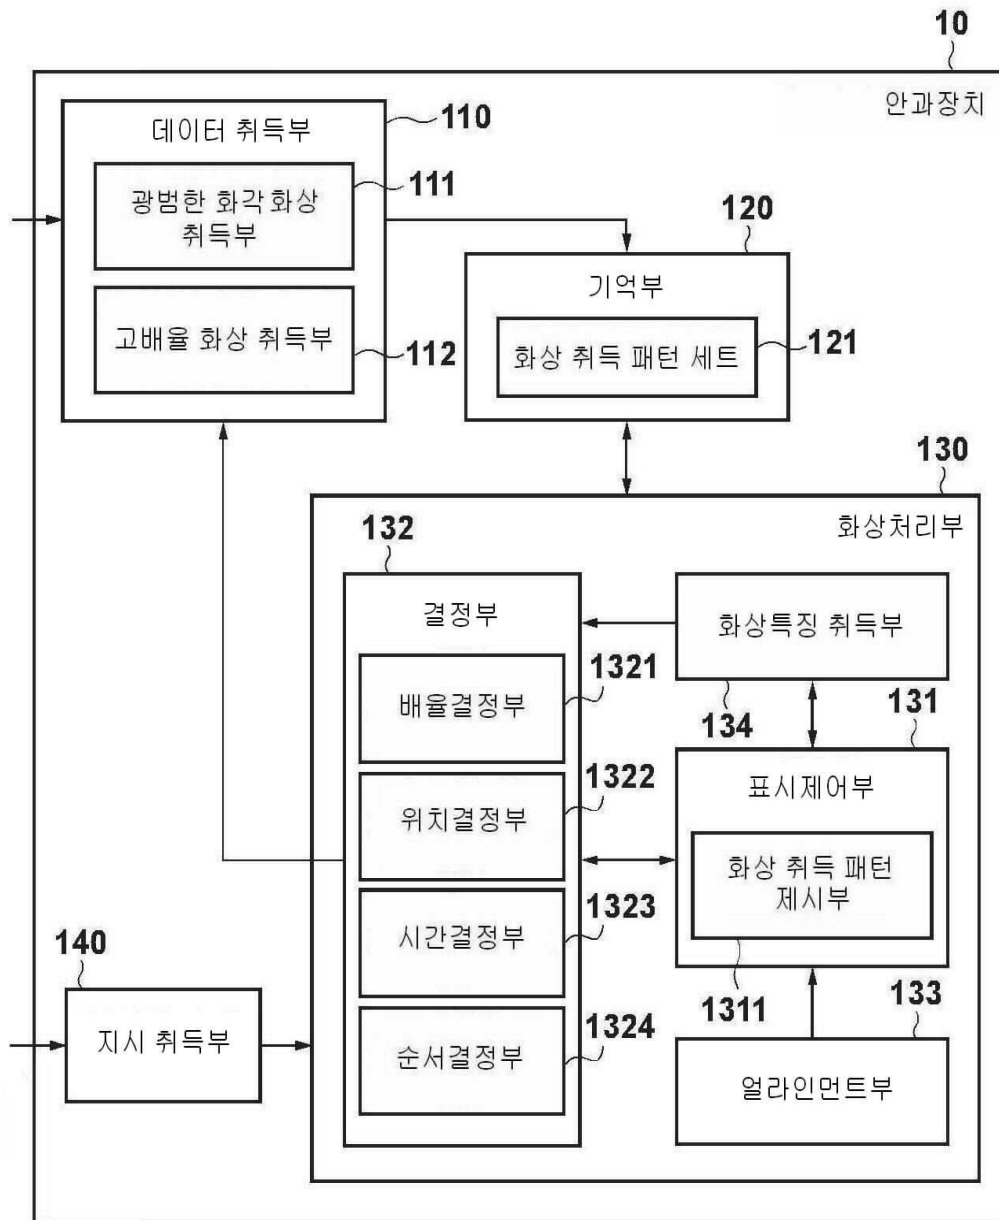 10
안과장치
110
데이터 취득부
111
광범한 화각 화상
취득부
고배율 화상 취득부
112
120
기억부
화상 취득 패턴 세트
121
130
화상처리부
132
결정부
화상특징 취득부
134
1321
배율결정부
131
표시제어부
1322
위치결정부
화상 취득 패턴
제시부
1311
1323
시간결정부
140
지시 취득부
1324
순서결정부
133
얼라인먼트부